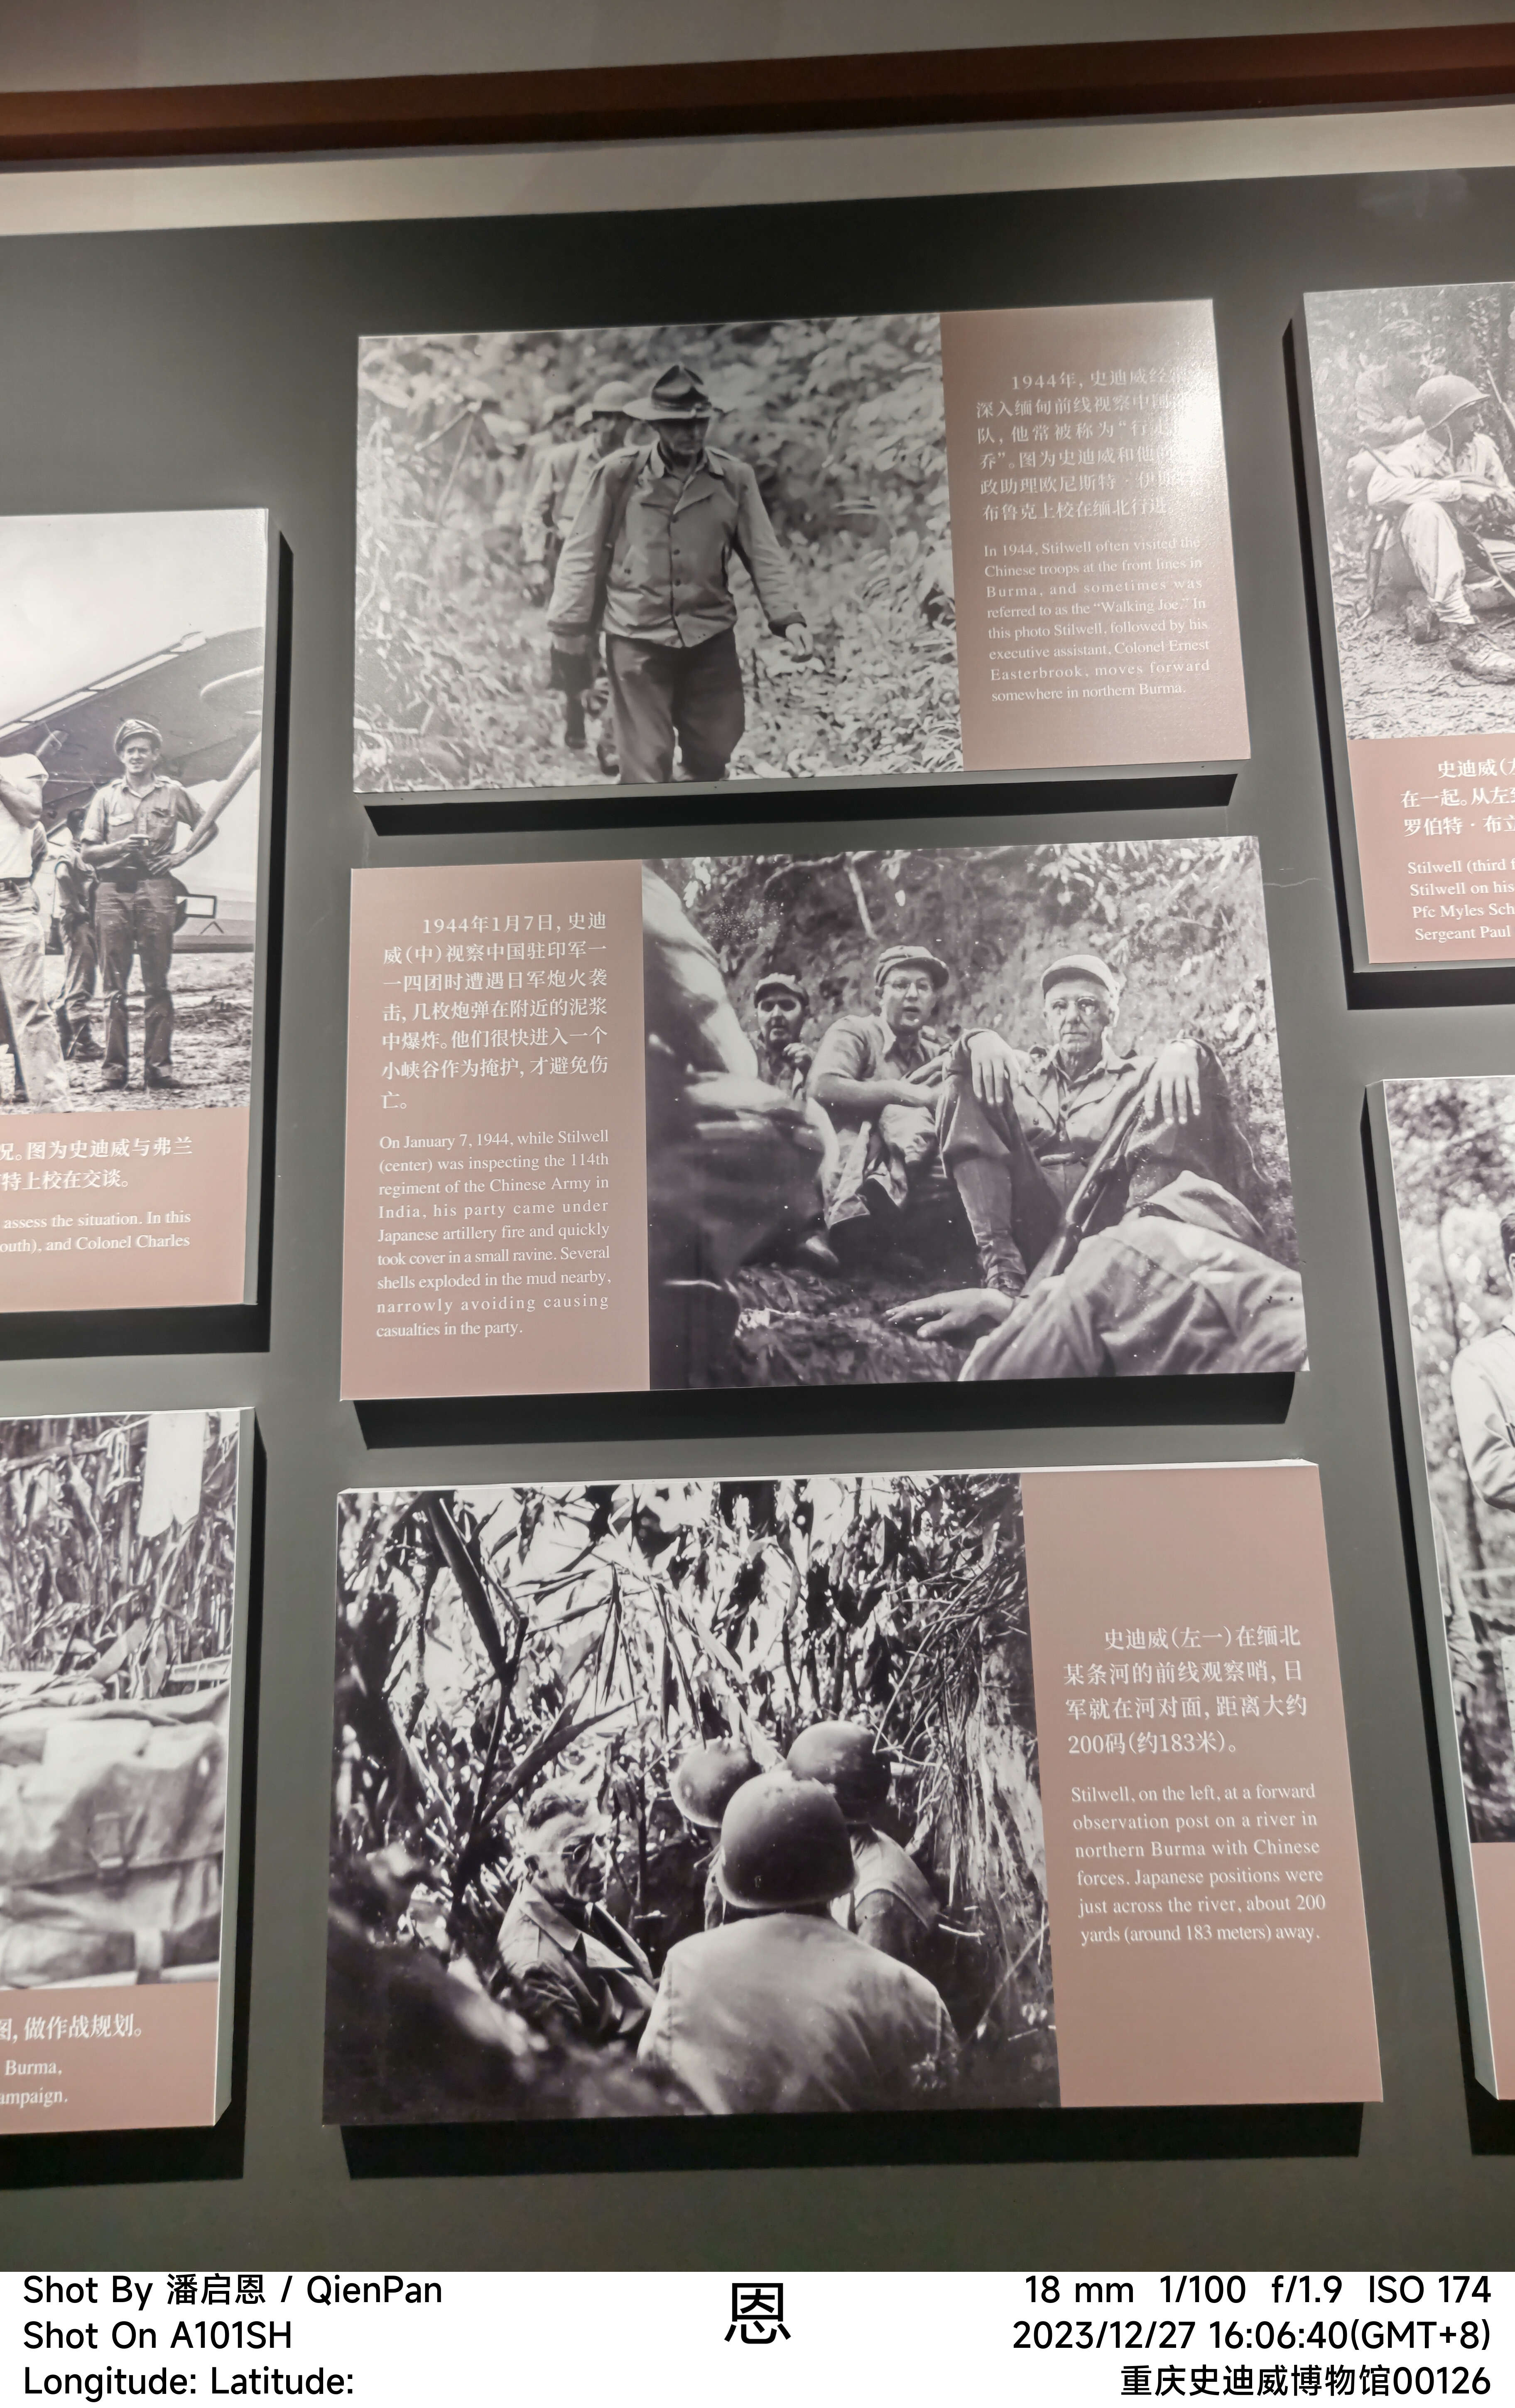 1944年，史迪威经
深入缅甸前线视察中
队，他常被称为“行
乔”。图为史迪威和他
政助理欧尼斯特·伊斯
布鲁克上校在缅北行进。
In 1944, Stilwell often visited the
Chinese troops at the front lines in
Burma, and sometimes was
referred to as the “Walking Joe.” In
this photo Stilwell, followed by his
executive assistant, Colonel Ernest
Easterbrook, moves forward
somewhere in northern Burma.
史迪威（
在一起。从左
罗伯特·布
Stilwell (third
Stilwell on his
Pfc Myles Sch
Sergeant Paul
1944年1月7日，史迪
威（中）视察中国驻印军一
一四团时遭遇日军炮火袭
击，几枚炮弹在附近的泥浆
中爆炸。他们很快进入一个
小峡谷作为掩护，才避免伤
亡。
On January 7, 1944, while Stilwell
(center) was inspecting the 114th
regiment of the Chinese Army in
India, his party came under
Japanese artillery fire and quickly
took cover in a small ravine. Several
shells exploded in the mud nearby,
narrowly avoiding causing
casualties in the party.
况。图为史迪威与弗兰
特上校在交谈。
assess the situation. In this
outh), and Colonel Charles
史迪威（左一）在缅北
某条河的前线观察哨，日
军就在河对面，距离大约
200码（约183米）。
Stilwell, on the left, at a forward
observation post on a river in
northern Burma with Chinese
forces. Japanese positions were
just across the river, about 200
yards (around 183 meters) away.
图，做作战规划。
Burma,
ampaign.
Shot By 潘启恩 / QienPan
Shot On A101SH
Longitude: Latitude:
恩
18 mm 1/100 f/1.9 ISO 174
2023/12/27 16:06:40(GMT+8)
重庆史迪威博物馆00126